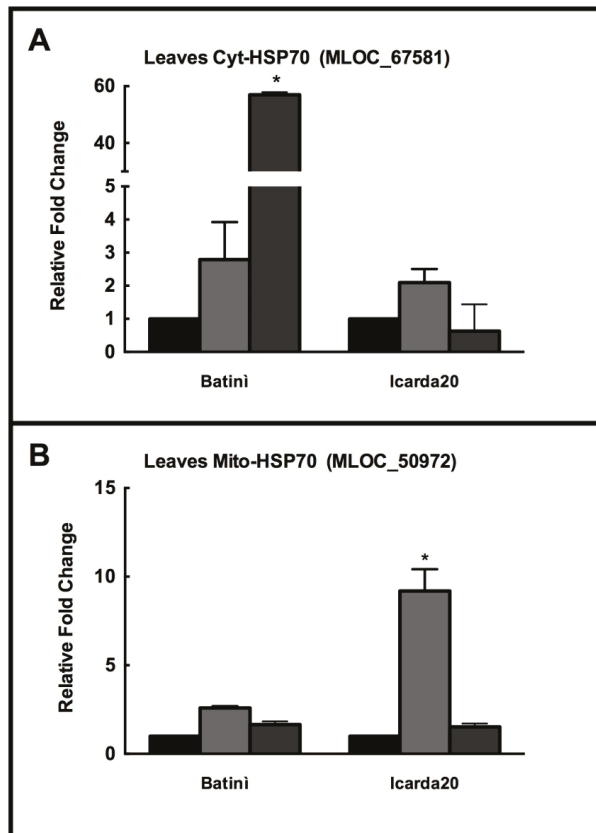 A
Leaves Cyt-HSP70 (MLOC_67581)
Relative Fold Change
60
40
5
4
3
2
1
0
*
Batinì
Icarda20
B
Leaves Mito-HSP70 (MLOC_50972)
Relative Fold Change
15
10
5
0
*
Batinì
Icarda20